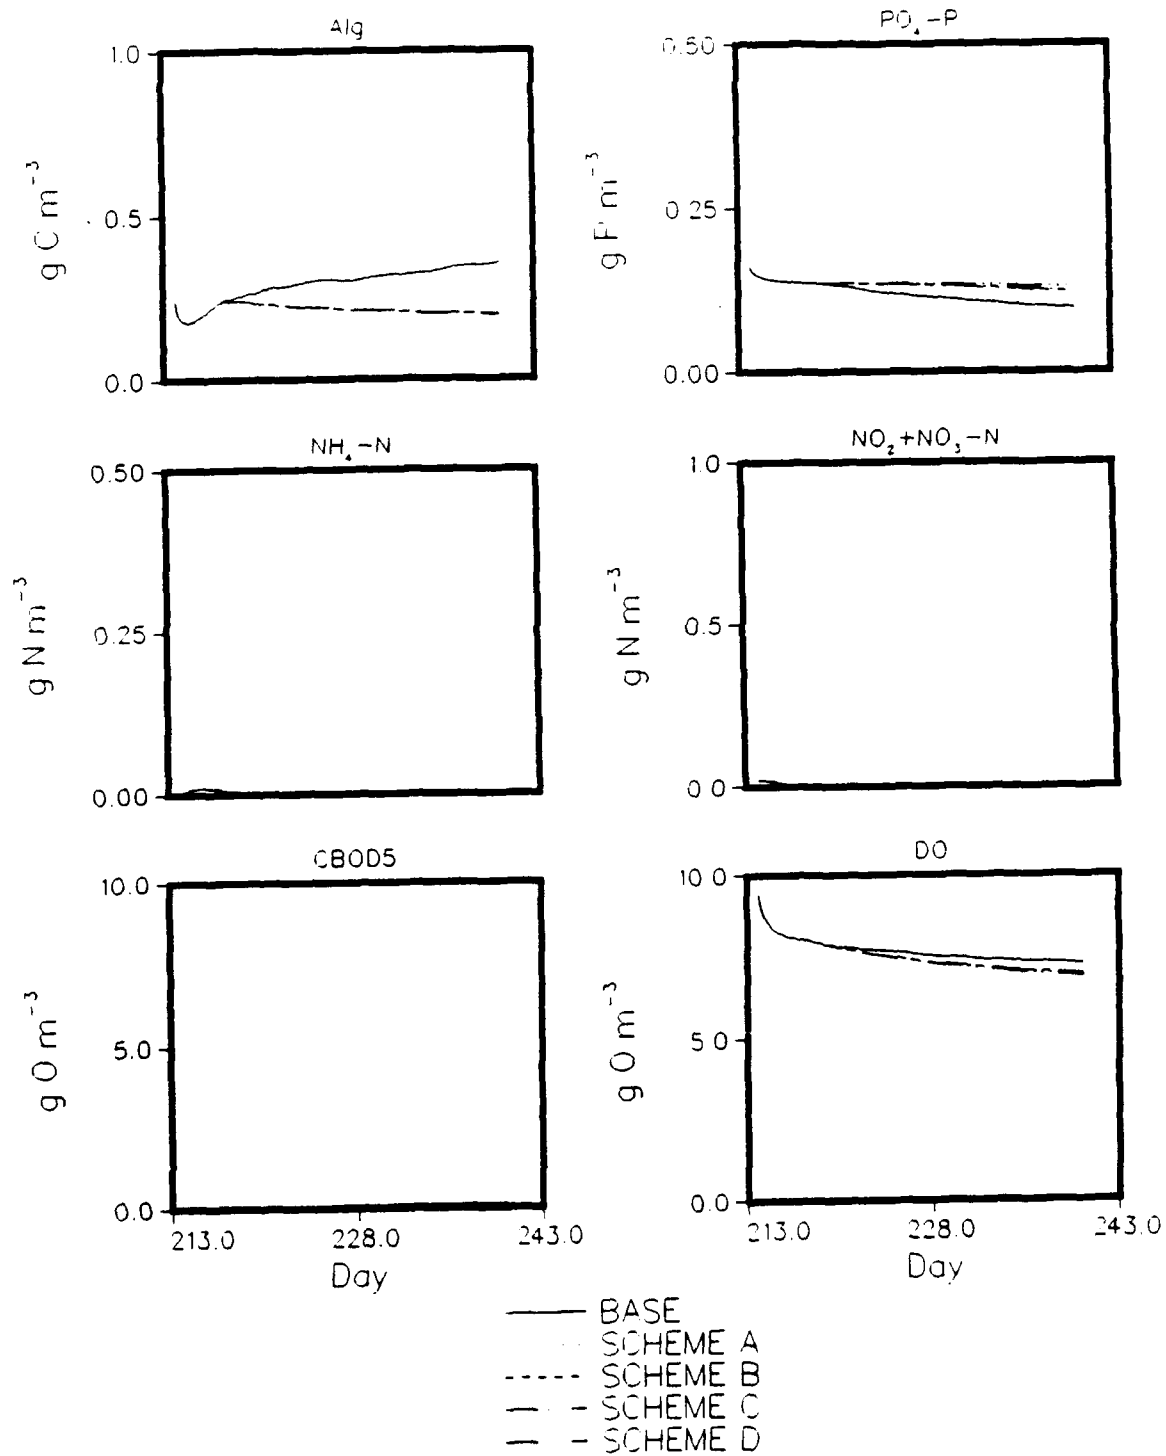 Alg
1.0
0.5
0.0
g C m⁻³
PO₄-P
0.50
0.25
0.00
g P m⁻³
NH₄-N
0.50
0.25
0.00
g N m⁻³
NO₂+NO₃-N
1.0
0.5
0.0
g N m⁻³
CBOD5
10.0
5.0
0.0
g O m⁻³
213.0 228.0 243.0
Day
DO
10.0
5.0
0.0
g O m⁻³
213.0 228.0 243.0
Day
BASE
SCHEME A
SCHEME B
SCHEME C
SCHEME D